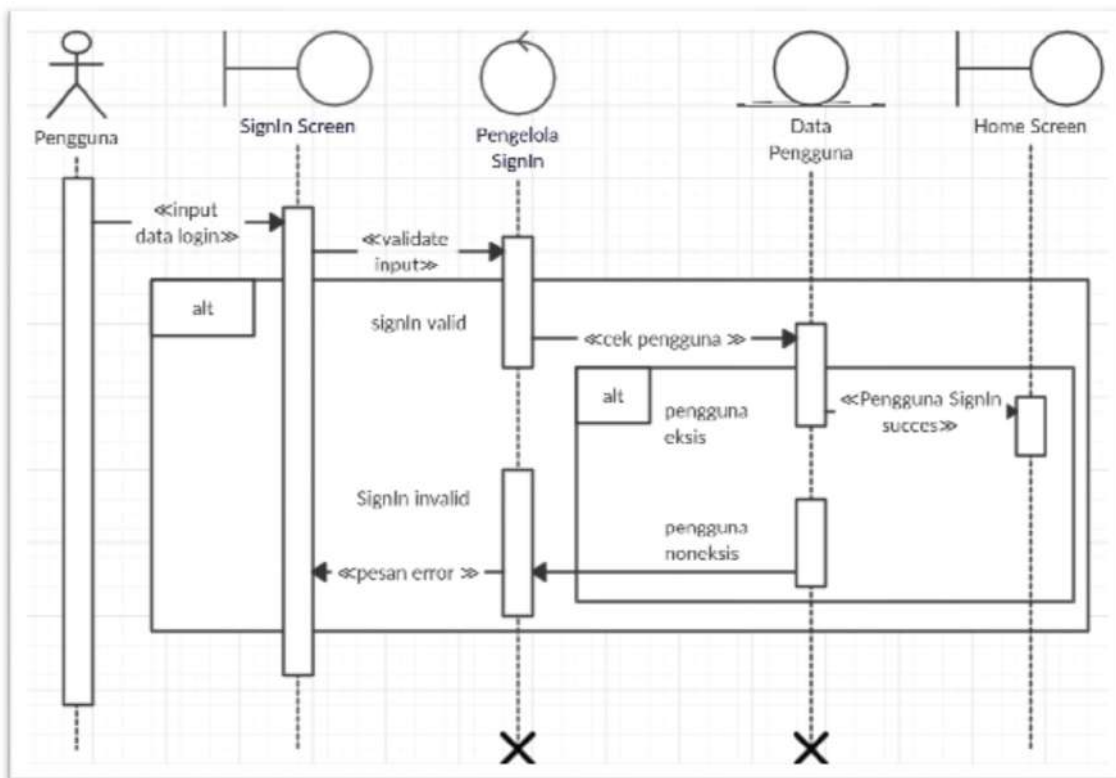 Pengguna
SignIn Screen
Pengelola
SignIn
Data
Pengguna
Home Screen
≪input
data login≫
≪validate
input≫
alt
signIn valid
≪cek pengguna ≫
alt
pengguna
eksis
≪Pengguna SignIn
succes≫
SignIn invalid
pengguna
noneksis
≪pesan error ≫